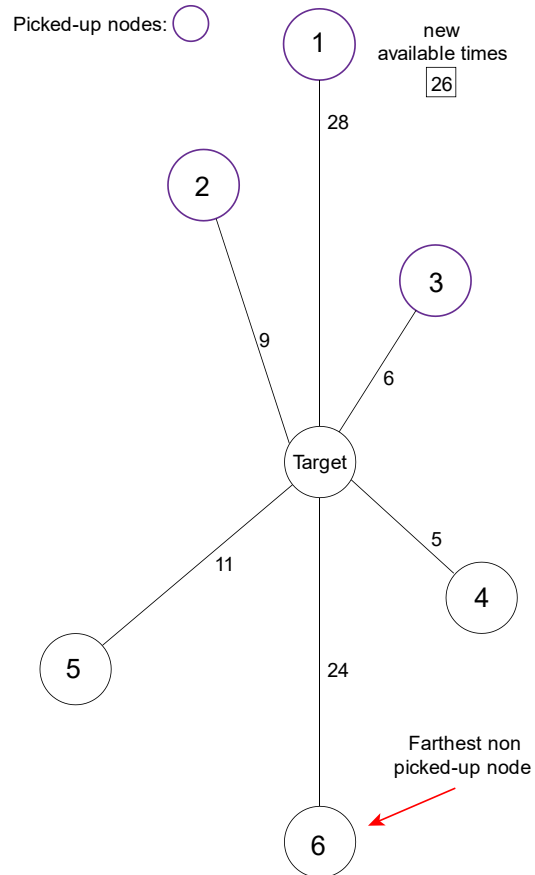 Picked-up nodes:
1
new
available times
26
28
2
3
9
6
Target
5
11
4
5
24
Farthest non
picked-up node
6